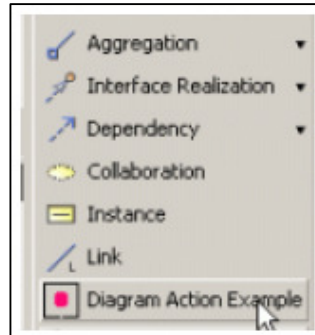 Aggregation
Interface Realization
Dependency
Collaboration
Instance
Link
Diagram Action Example